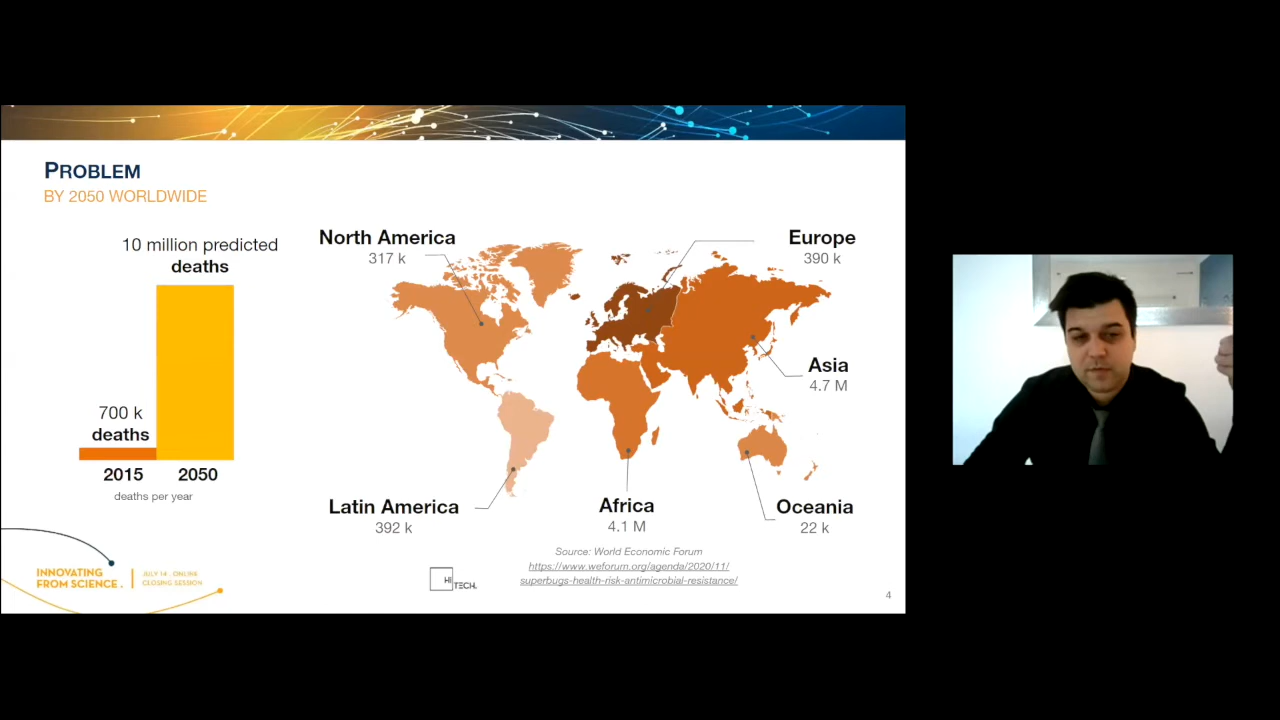 PROBLEM
BY 2050 WORLDWIDE
10 million predicted
deaths
700 k
deaths
2015 2050
deaths per year
North America
317 k
Europe
390 k
Asia
4.7 M
Latin America
392 k
Africa
4.1 M
Oceania
22 k
Source: World Economic Forum
https://www.weforum.org/agenda/2020/11/
superbugs-health-risk-antimicrobial-resistance/
INNOVATING
FROM SCIENCE .
JULY 14 . ONLINE
CLOSING SESSION
HI
TECH.
4